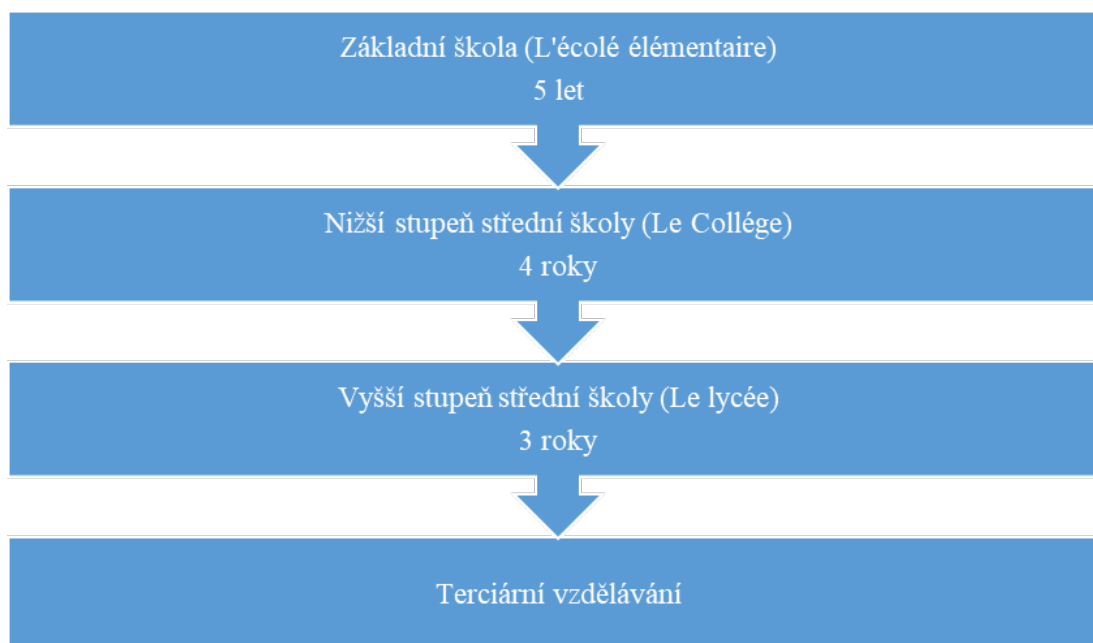 Základní škola (L'écolé élémentaire)
5 let
Nižší stupeň střední školy (Le Collége)
4 roky
Vyšší stupeň střední školy (Le lycée)
3 roky
Terciární vzdělávání